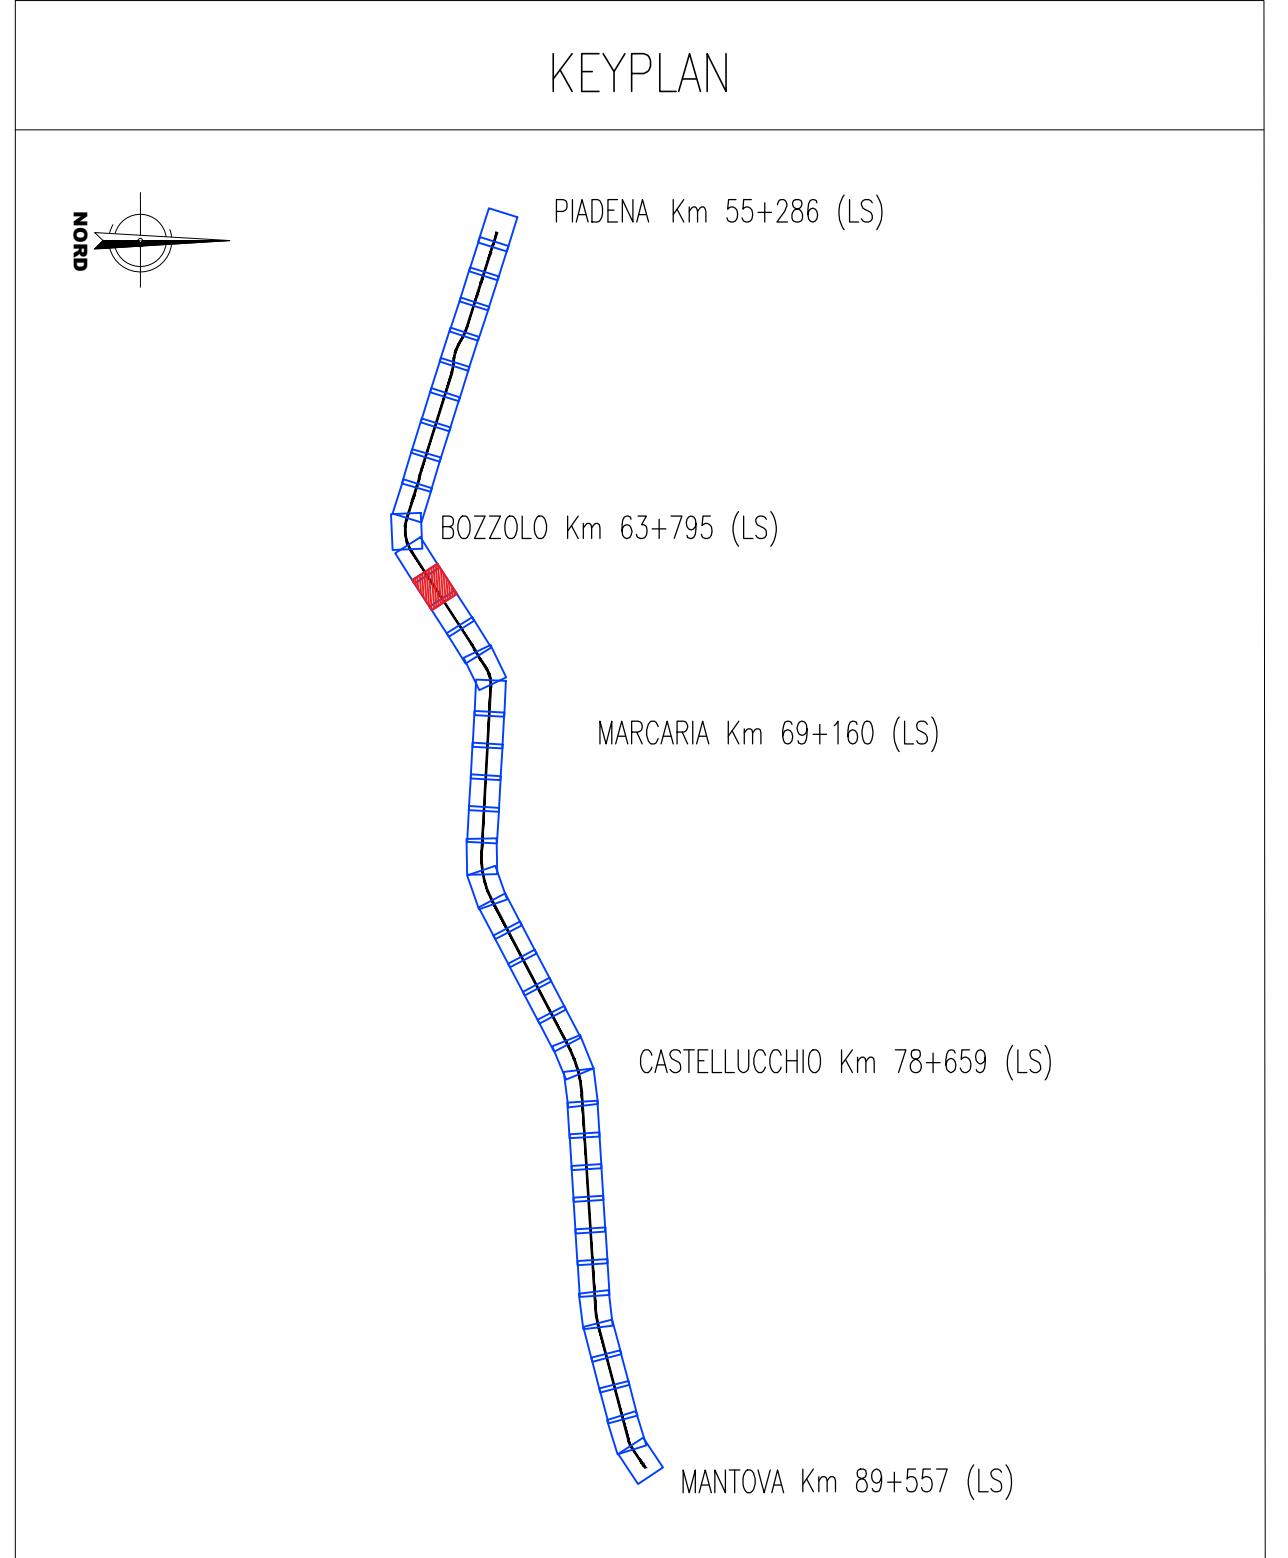 KEYPLAN
NORD
PIADENA Km 55+286 (LS)
BOZZOLO Km 63+795 (LS)
MARCARIA Km 69+160 (LS)
CASTELLUCCHIO Km 78+659 (LS)
MANTOVA Km 89+557 (LS)